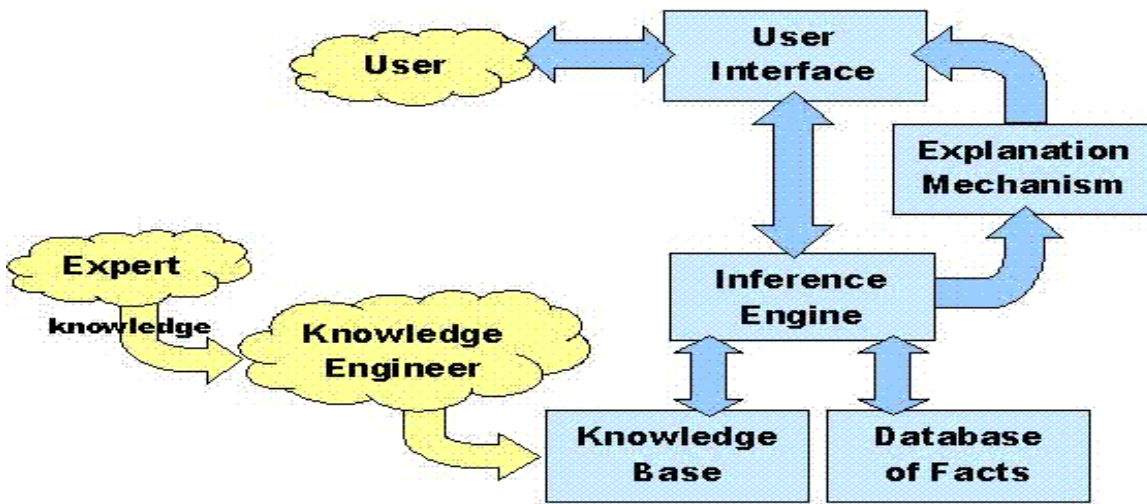 User
User
Interface
Explanation
Mechanism
Expert
knowledge
Inference
Engine
Knowledge
Engineer
Knowledge
Base
Database
of Facts